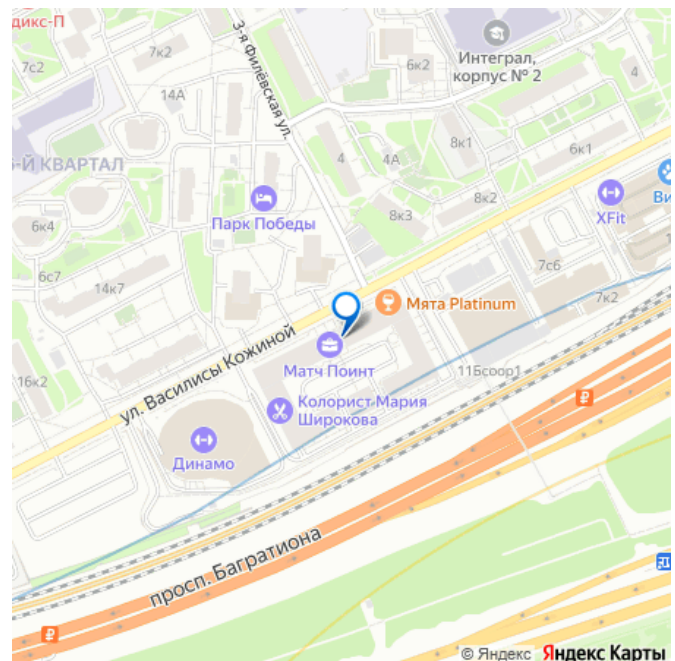 дикс-П
7с2
7к2
14А
3-я Филёвская ул.
6к2
Интеграл,
корпус № 2
-Й КВАРТАЛ
4
4А
8к1
6к1
6к4
Парк Победы
8к3
8к2
XFit
Ви
6с7
14к7
Мята Platinum
7с6
7к2
1
16к2
ул. Василисы Кожиной
Матч Поинт
11Бсоор1
Колорист Мария
Широкова
Динамо
просп. Багратиона
© Яндекс Яндекс Карты